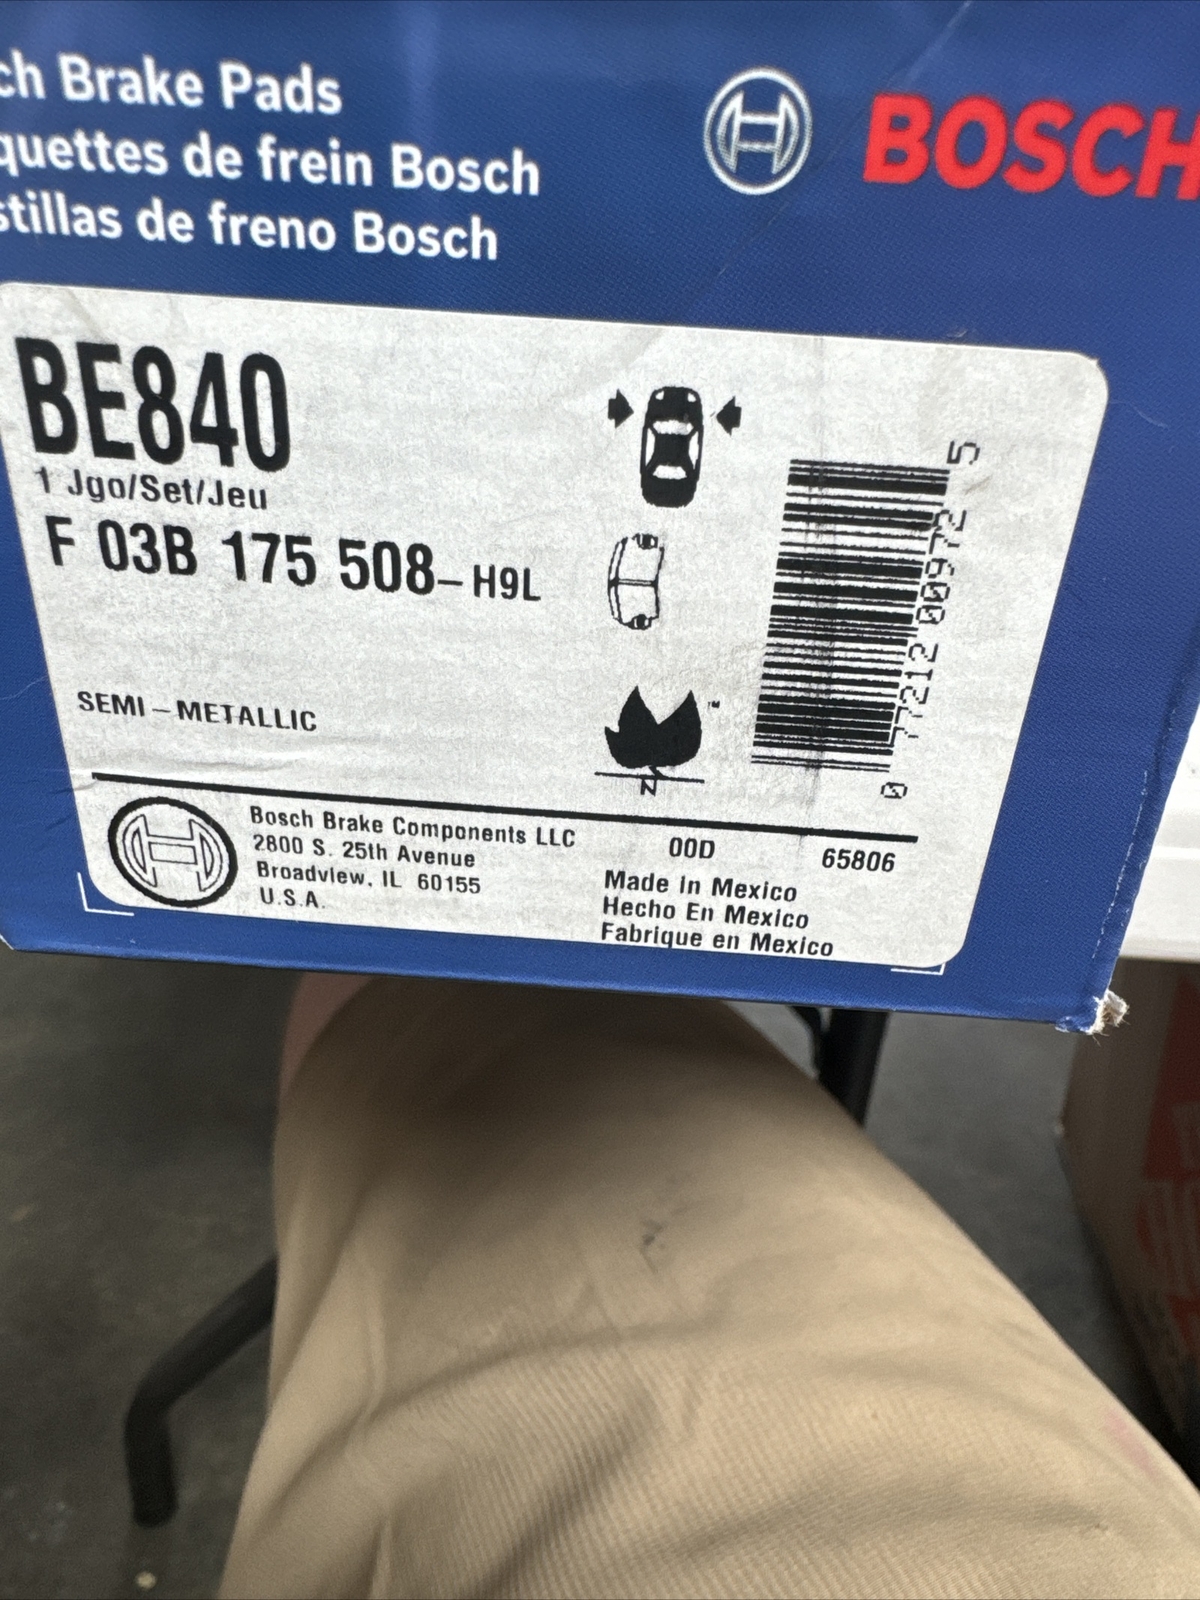 ch Brake Pads
quettes de frein Bosch
stillas de freno Bosch
BOSCH
BE840
1 Jgo/Set/Jeu
F 03B 175 508-H9L
SEMI-METALLIC
™
N
0 77212 00972 5
Bosch Brake Components LLC
2800 S. 25th Avenue
Broadview, IL 60155
U.S.A.
00D
65806
Made in Mexico
Hecho En Mexico
Fabrique en Mexico